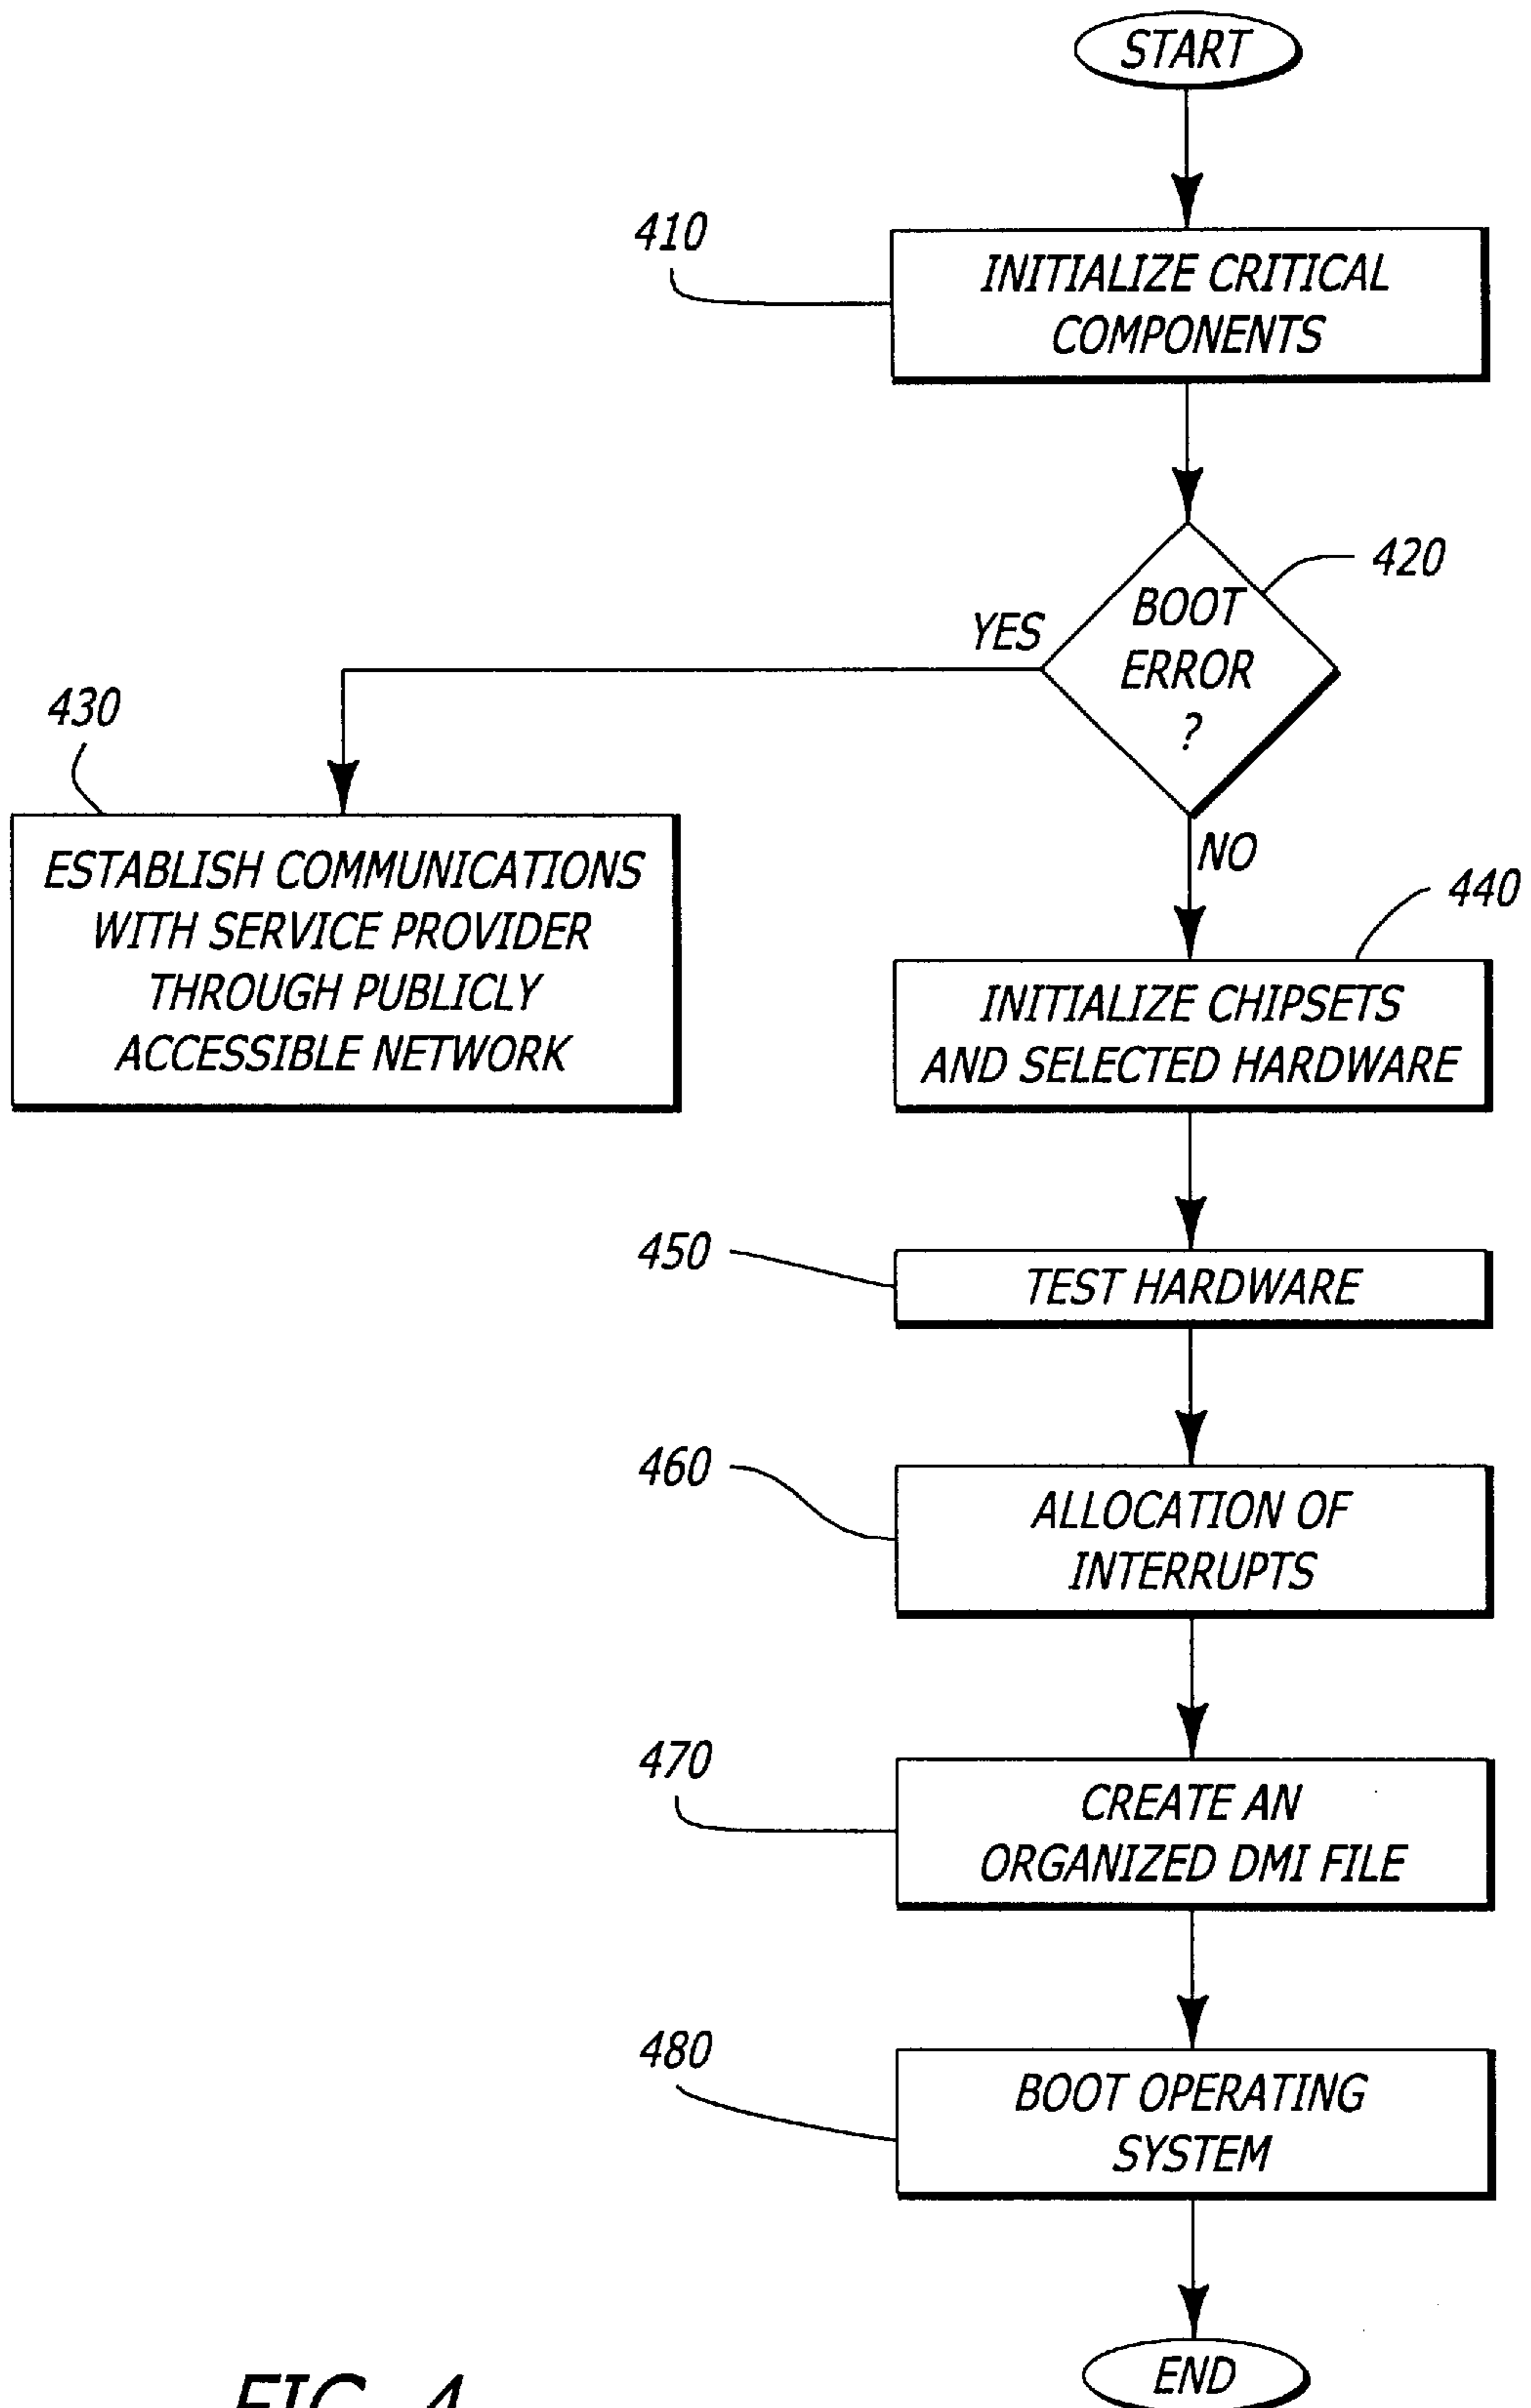 START
410
INITIALIZE CRITICAL
COMPONENTS
420
BOOT
ERROR
?
YES
NO
430
ESTABLISH COMMUNICATIONS
WITH SERVICE PROVIDER
THROUGH PUBLICLY
ACCESSIBLE NETWORK
440
INITIALIZE CHIPSETS
AND SELECTED HARDWARE
450
TEST HARDWARE
460
ALLOCATION OF
INTERRUPTS
470
CREATE AN
ORGANIZED DMI FILE
480
BOOT OPERATING
SYSTEM
END
FIG. 4